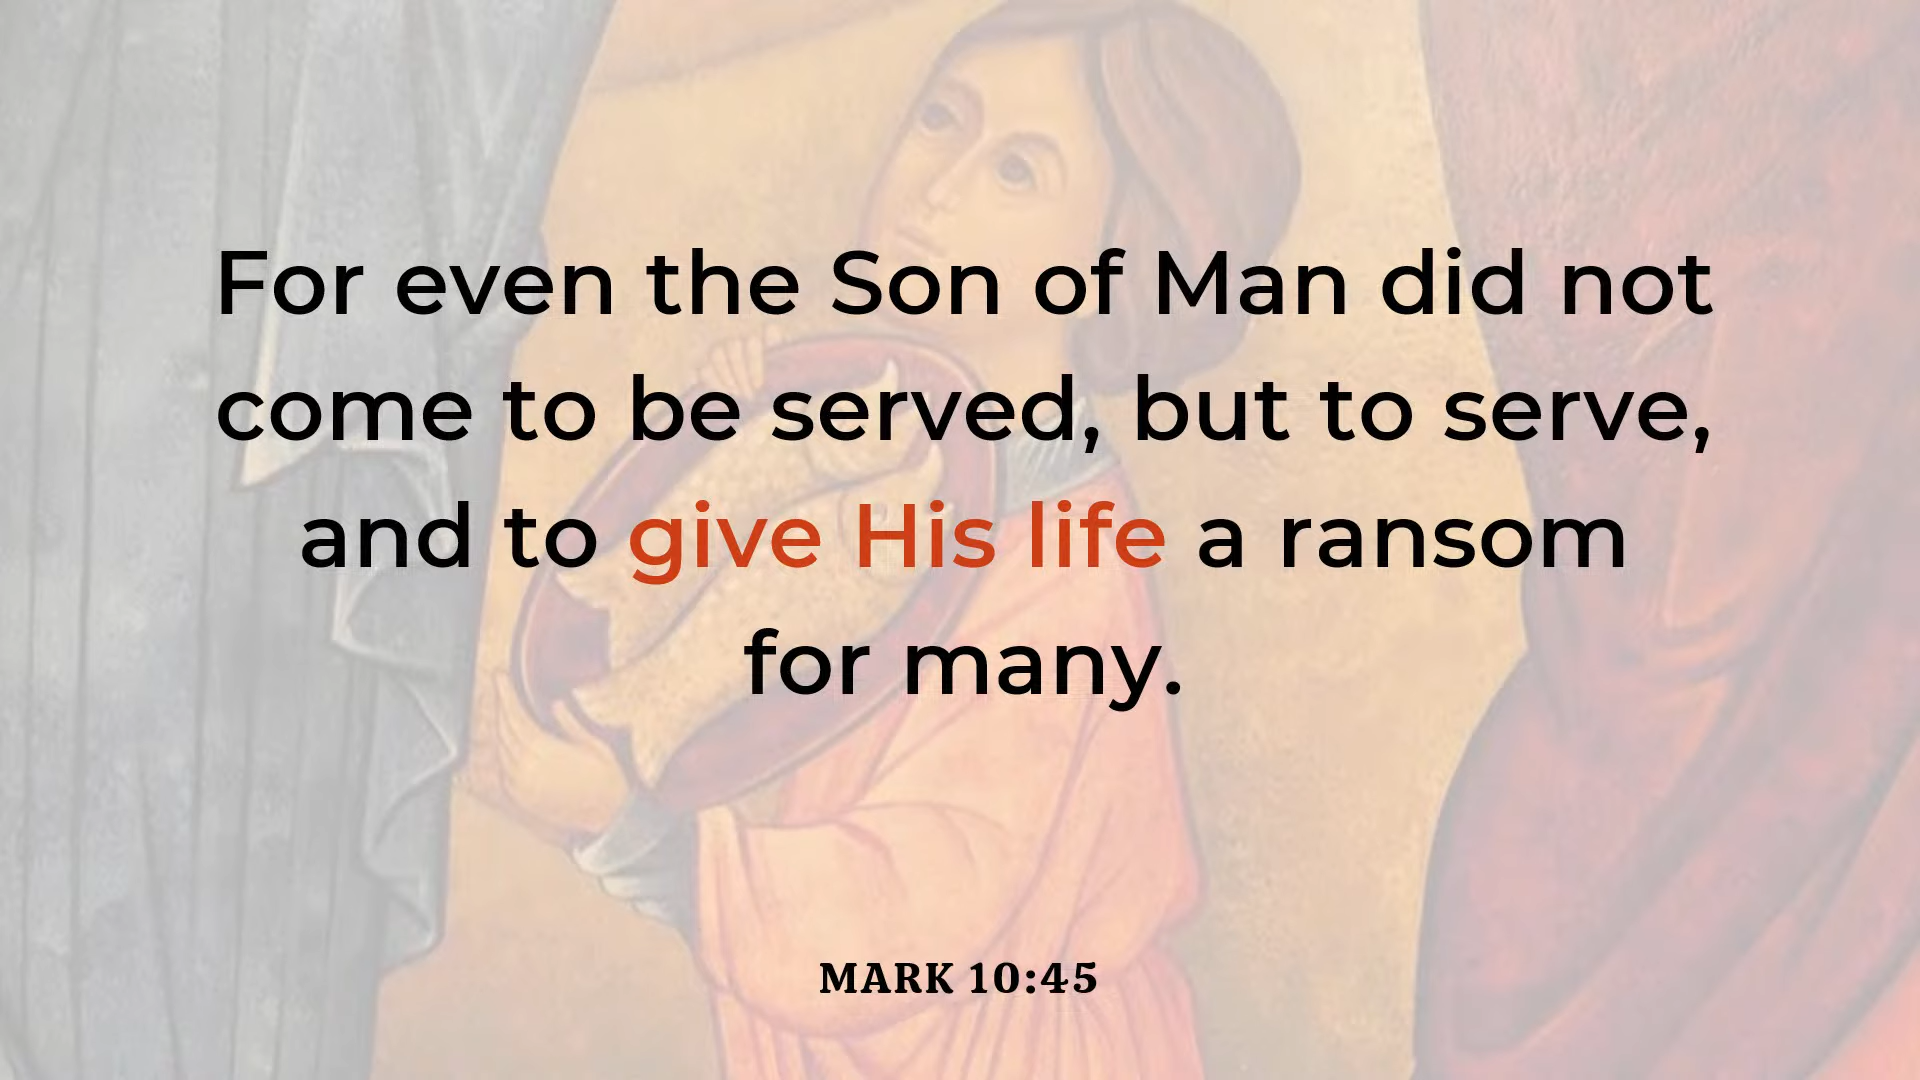 For even the Son of Man did not
come to be served, but to serve,
and to give His life a ransom
for many.
MARK 10:45